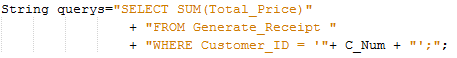 String querys="SELECT SUM(Total_Price)"
+ "FROM Generate_Receipt "
+ "WHERE Customer_ID = '"+ C_Num + "';";